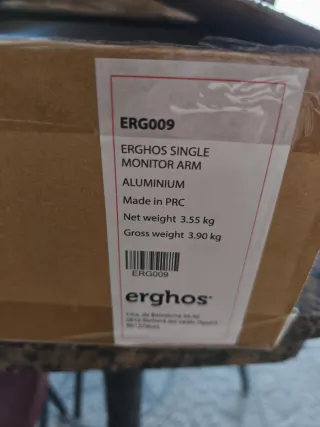 ERG009
ERGHOS SINGLE
MONITOR ARM
ALUMINIUM
Made in PRC
Net weight 3.55 kg
Gross weight 3.90 kg
ERG009
erghos